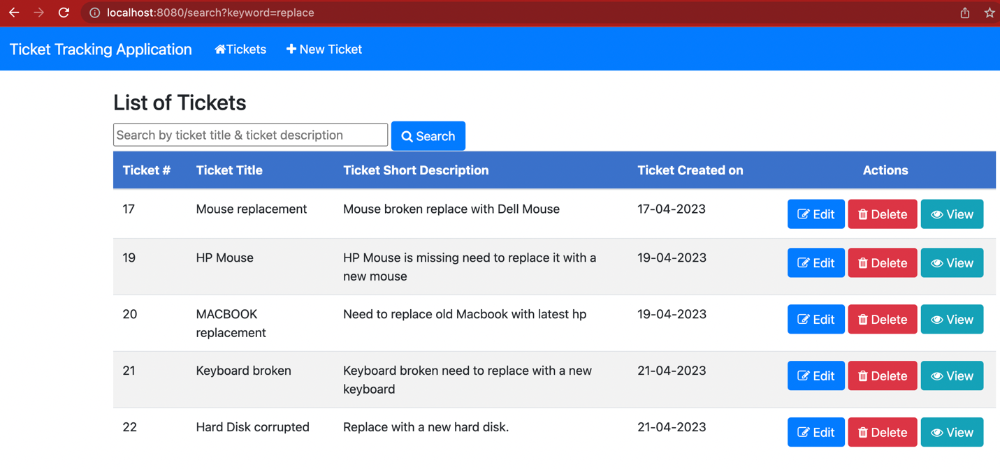 localhost:8080/search?keyword=replace
Ticket Tracking Application Tickets New Ticket
List of Tickets
Search by ticket title & ticket description Search
Ticket # Ticket Title Ticket Short Description Ticket Created on Actions
17 Mouse replacement Mouse broken replace with Dell Mouse 17-04-2023 Edit Delete View
19 HP Mouse HP Mouse is missing need to replace it with a new mouse 19-04-2023 Edit Delete View
20 MACBOOK replacement Need to replace old Macbook with latest hp 19-04-2023 Edit Delete View
21 Keyboard broken Keyboard broken need to replace with a new keyboard 21-04-2023 Edit Delete View
22 Hard Disk corrupted Replace with a new hard disk. 21-04-2023 Edit Delete View